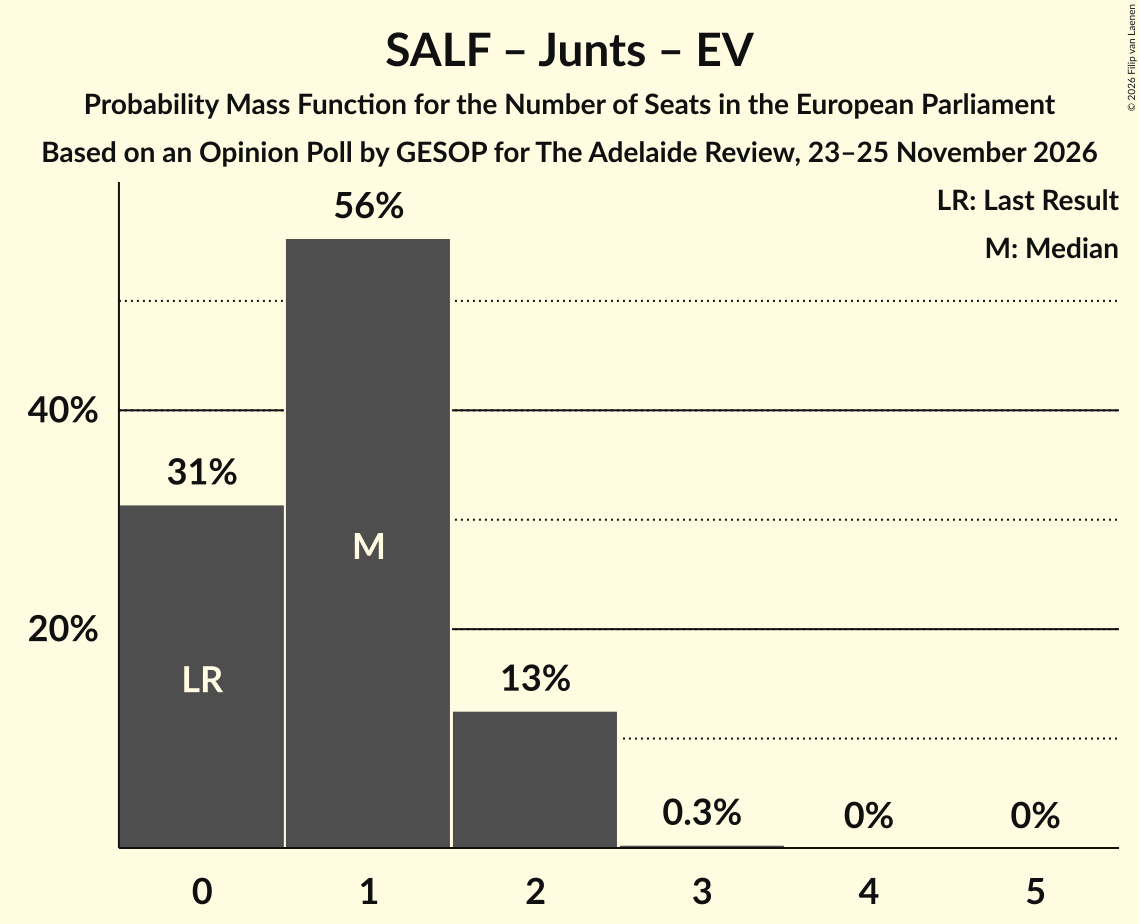 SALF – Junts – EV
Probability Mass Function for the Number of Seats in the European Parliament
Based on an Opinion Poll by GESOP for The Adelaide Review, 23–25 November 2026
© 2026 Filip van Laenen
LR: Last Result
M: Median
56%
40%
31%
M
20%
LR
13%
0.3%
0%
0%
0
1
2
3
4
5